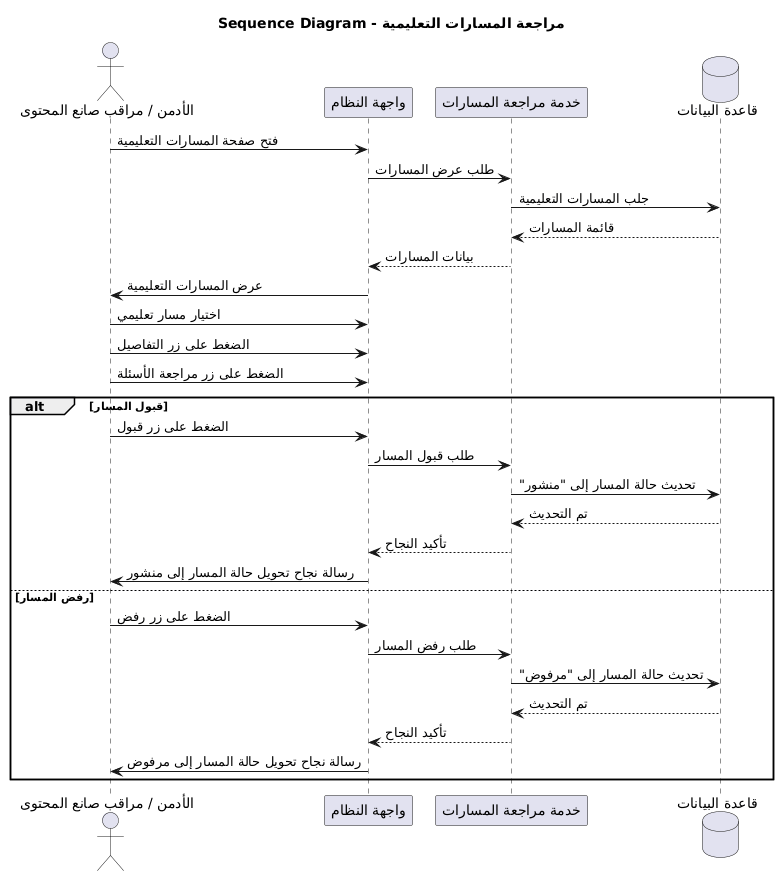 Sequence Diagram - مراجعة المسارات التعليمية
الأدمن / مراقب صانع المحتوى
واجهة النظام
خدمة مراجعة المسارات
قاعدة البيانات
فتح صفحة المسارات التعليمية
طلب عرض المسارات
جلب المسارات التعليمية
قائمة المسارات
بيانات المسارات
عرض المسارات التعليمية
اختيار مسار تعليمي
الضغط على زر التفاصيل
الضغط على زر مراجعة الأسئلة
alt [قبول المسار]
الضغط على زر قبول
طلب قبول المسار
تحديث حالة المسار إلى "منشور"
تم التحديث
تأكيد النجاح
رسالة نجاح تحويل حالة المسار إلى منشور
[رفض المسار]
الضغط على زر رفض
طلب رفض المسار
تحديث حالة المسار إلى "مرفوض"
تم التحديث
تأكيد النجاح
رسالة نجاح تحويل حالة المسار إلى مرفوض
الأدمن / مراقب صانع المحتوى
واجهة النظام
خدمة مراجعة المسارات
قاعدة البيانات